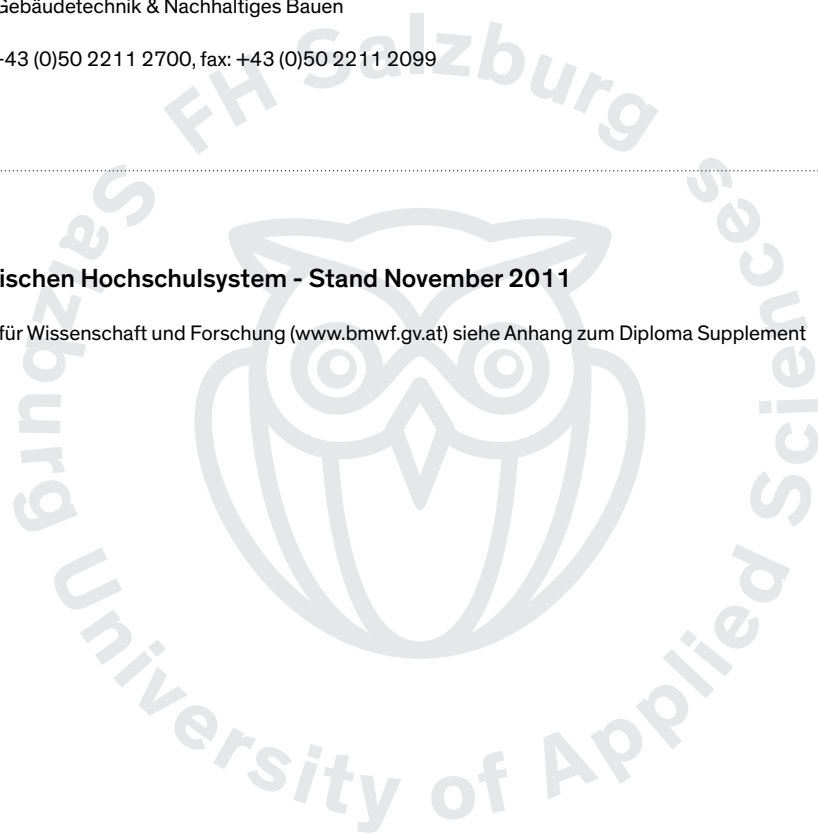 Gebäudetechnik & Nachhaltiges Bauen
+43 (0)50 2211 2700, fax: +43 (0)50 2211 2099
ischen Hochschulsystem - Stand November 2011
für Wissenschaft und Forschung (www.bmwf.gv.at) siehe Anhang zum Diploma Supplement
FH Salzburg
Salzburg University of Applied Sciences